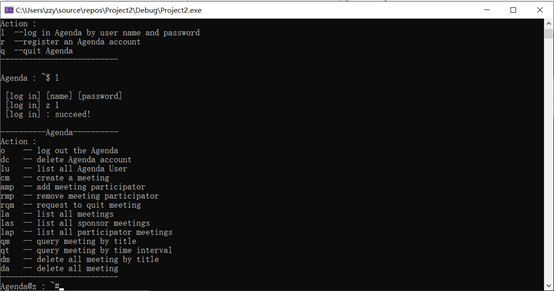 C:\Users\zzy\source\repos\Project2\Debug\Project2.exe
Action :
l  --log in Agenda by user name and password
r  --register an Agenda account
q  --quit Agenda
--------------------------
Agenda : ~$ l
[log in] [name] [password]
[log in] z 1
[log in] : succeed!
----------Agenda----------
Action :
o   -- log out the Agenda
dc  -- delete Agenda account
lu  -- list all Agenda User
cm  -- create a meeting
amp -- add meeting participator
rmp -- remove meeting participator
rqm -- request to quit meeting
la  -- list all meetings
las -- list all sponsor meetings
lap -- list all participator meetings
qm  -- query meeting by title
qt  -- query meeting by time interval
dm  -- delete all meeting by title
da  -- delete all meeting
--------------------------
Agenda@z : ~#